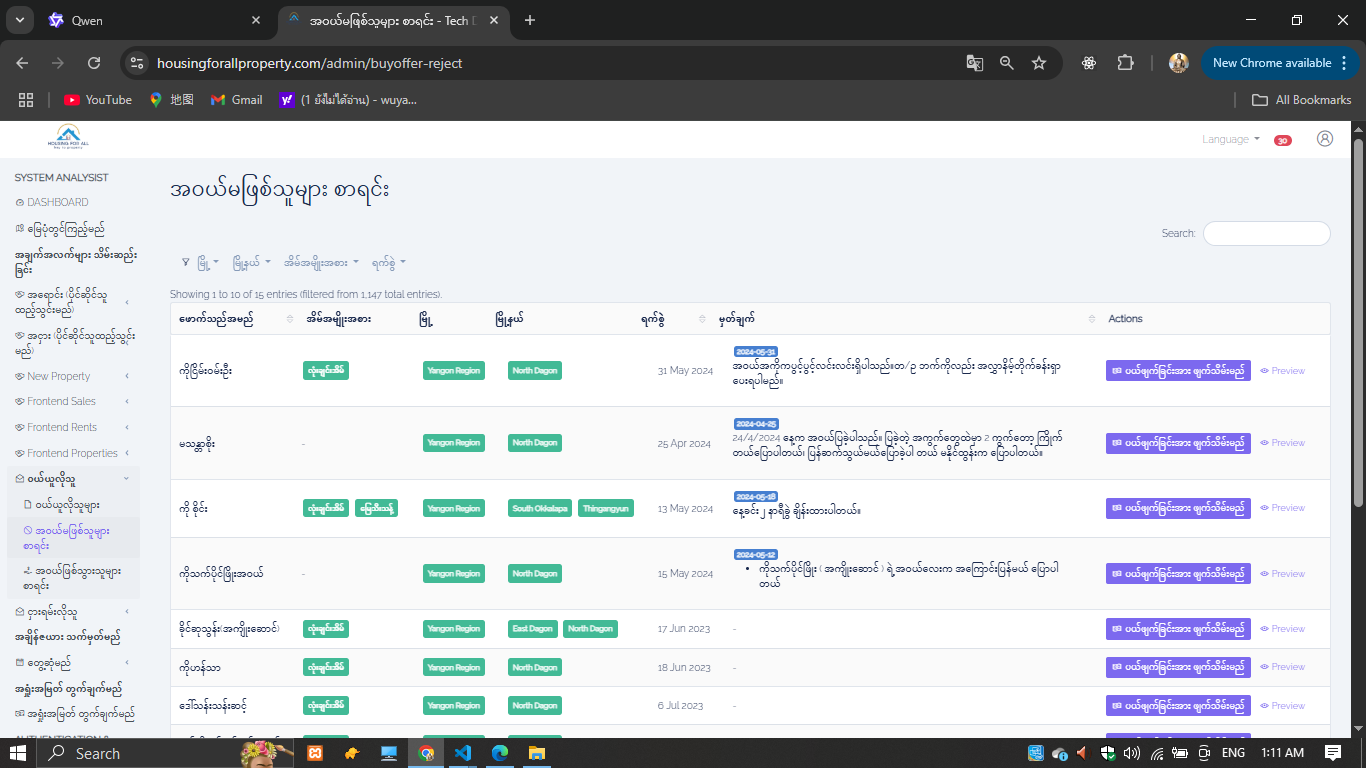 Qwen
အဝယ်မဖြစ်သူများ စာရင်း - Tech D
housingforallproperty.com/admin/buyoffer-reject
New Chrome available
YouTube
地图
Gmail
(1 ยังไม่ได้อ่าน) - wuya...
All Bookmarks
HOUSING FOR ALL
Language
30
SYSTEM ANALYSIST
DASHBOARD
မြေပုံတွင်ကြည့်မည်
အချက်အလက်များ သိမ်းဆည်း
ခြင်း
အရောင်း (ပိုင်ဆိုင်သူ
ထည့်သွင်းမည်)
အငှား (ပိုင်ဆိုင်သူထည့်သွင်း
မည်)
New Property
Frontend Sales
Frontend Rents
Frontend Properties
ဝယ်ယူလိုသူ
ဝယ်ယူလိုသူများ
အဝယ်မဖြစ်သူများ
စာရင်း
အဝယ်ဖြစ်သွားသူများ
စာရင်း
ငှားရမ်းလိုသူ
အချိန်ဇယား သက်မှတ်မည်
တွေ့ဆုံမည်
အရှုံးအမြတ် တွက်ချက်မည်
အရှုံးအမြတ် တွက်ချက်မည်
အဝယ်မဖြစ်သူများ စာရင်း
Search:
မြို့
မြို့နယ်
အိမ်အမျိုးအစား
ရက်စွဲ
Showing 1 to 10 of 15 entries (filtered from 1,147 total entries).
ဖောက်သည်အမည် အိမ်အမျိုးအစား မြို့ မြို့နယ် ရက်စွဲ မှတ်ချက် Actions
ကိုငြိမ်းဝမ်းဦး လုံးချင်းအိမ် Yangon Region North Dagon 31 May 2024
2024-05-31
အဝယ်အကိုကပွင့်ပွင့်လင်းလင်းရှိပါသည်။တ/ဥ ဘက်ကိုလည်း အလွှာနိမ့်တိုက်ခန်းရှာ
ပေးရပါမည်။
ဝယ်ဖျက်ခြင်းအား ဖျက်သိမ်းမည် Preview
မသန္တာစိုး - Yangon Region North Dagon 25 Apr 2024
2024-04-25
24/4/2024 နေ့က အဝယ်ပြခဲ့ပါသည်။ ပြခဲ့တဲ့ အကွက်တွေထဲမှာ 2 ကွက်တော့ ကြိုက်
တယ်ပြောပါတယ်၊ ပြန်ဆက်သွယ်မယ်ပြောခဲ့ပါ တယ် မနိုင်ထွန်းက ပြောပါတယ်။
ဝယ်ဖျက်ခြင်းအား ဖျက်သိမ်းမည် Preview
ကို စိုင်း လုံးချင်းအိမ် မြေသီးသန့် Yangon Region South Okkalapa Thingangyun 13 May 2024
2024-05-18
နေ့ခင်း ၂ နာရီခွဲ ချိန်းထားပါတယ်။
ဝယ်ဖျက်ခြင်းအား ဖျက်သိမ်းမည် Preview
ကိုသက်ပိုင်ဖြိုးအဝယ် - Yangon Region North Dagon 15 May 2024
2024-05-12
• ကိုသက်ပိုင်ဖြိုး ( အကျိုးဆောင် ) ရဲ့အဝယ်လေးက အကြောင်းပြန်မယ် ပြောပါ
တယ်
ဝယ်ဖျက်ခြင်းအား ဖျက်သိမ်းမည် Preview
ခိုင်ဆုသွန်း(အကျိုးဆောင်) လုံးချင်းအိမ် Yangon Region East Dagon North Dagon 17 Jun 2023 - ဝယ်ဖျက်ခြင်းအား ဖျက်သိမ်းမည် Preview
ကိုဟန်သာ လုံးချင်းအိမ် Yangon Region North Dagon 18 Jun 2023 - ဝယ်ဖျက်ခြင်းအား ဖျက်သိမ်းမည် Preview
ဒေါ်သန်းသန်းဆင့် လုံးချင်းအိမ် Yangon Region North Dagon 6 Jul 2023 - ဝယ်ဖျက်ခြင်းအား ဖျက်သိမ်းမည် Preview
Search
ENG
1:11 AM